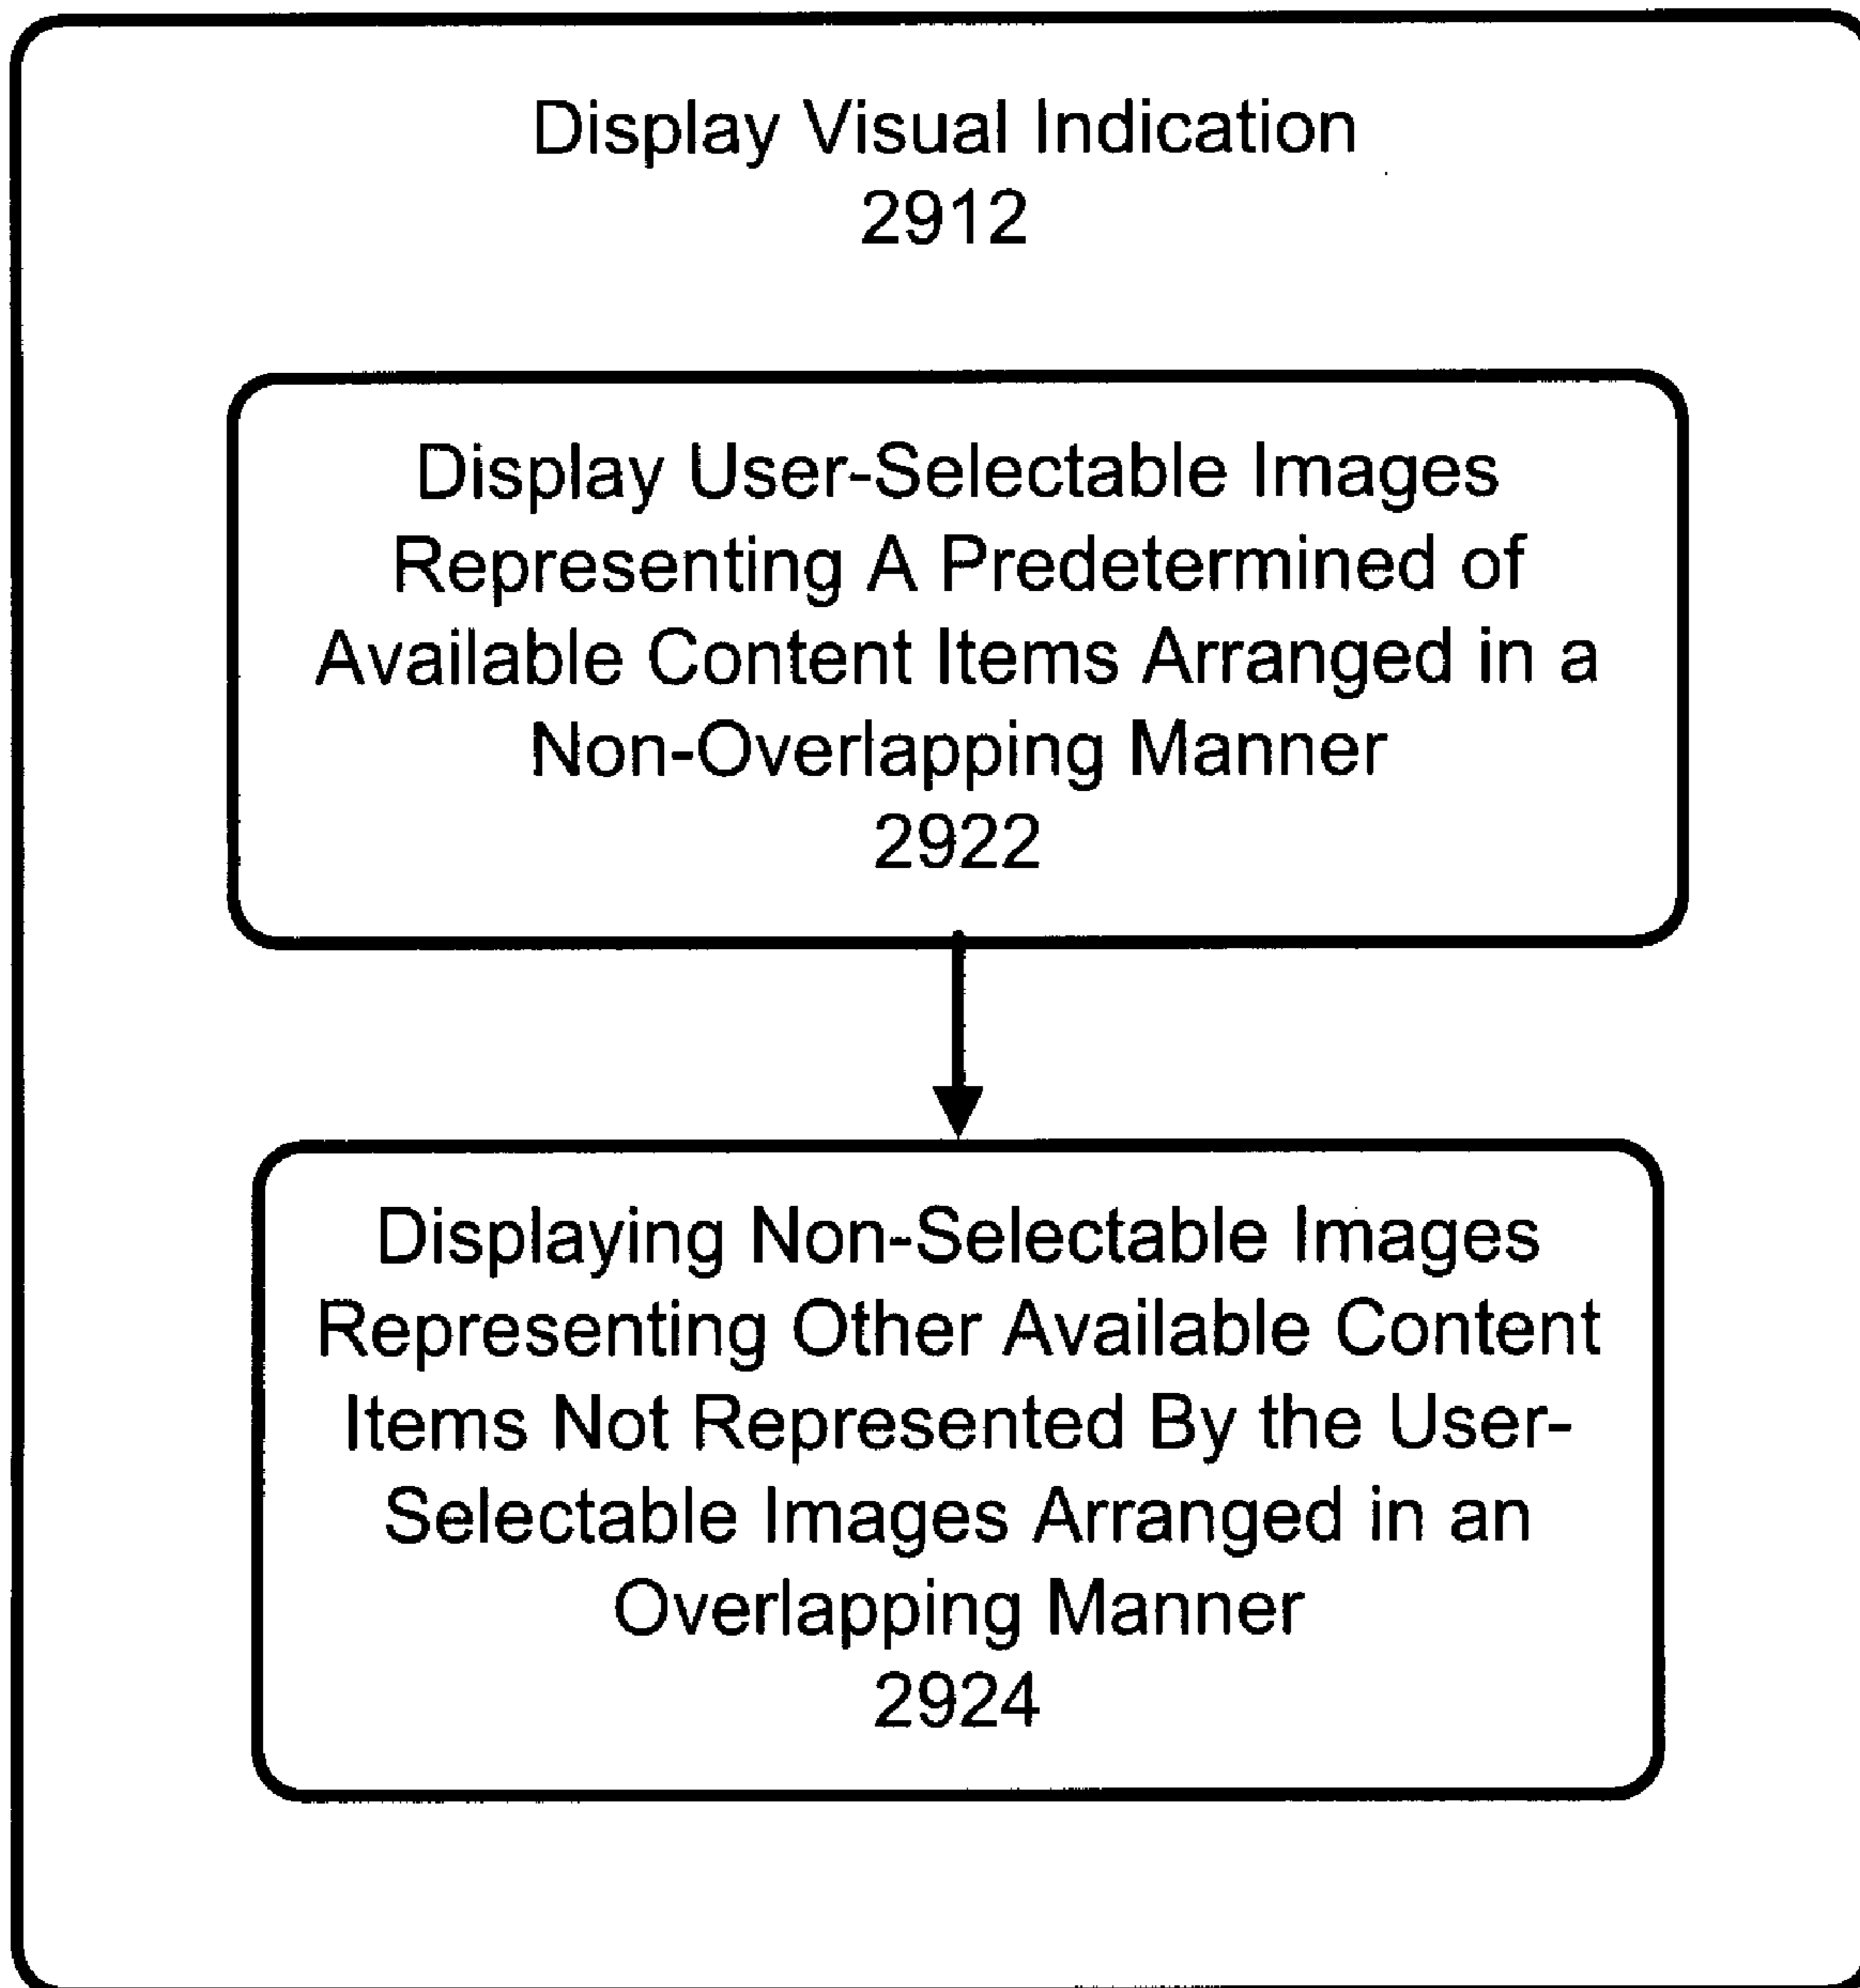 Display Visual Indication
2912
Display User-Selectable Images
Representing A Predetermined of
Available Content Items Arranged in a
Non-Overlapping Manner
2922
Displaying Non-Selectable Images
Representing Other Available Content
Items Not Represented By the User-
Selectable Images Arranged in an
Overlapping Manner
2924